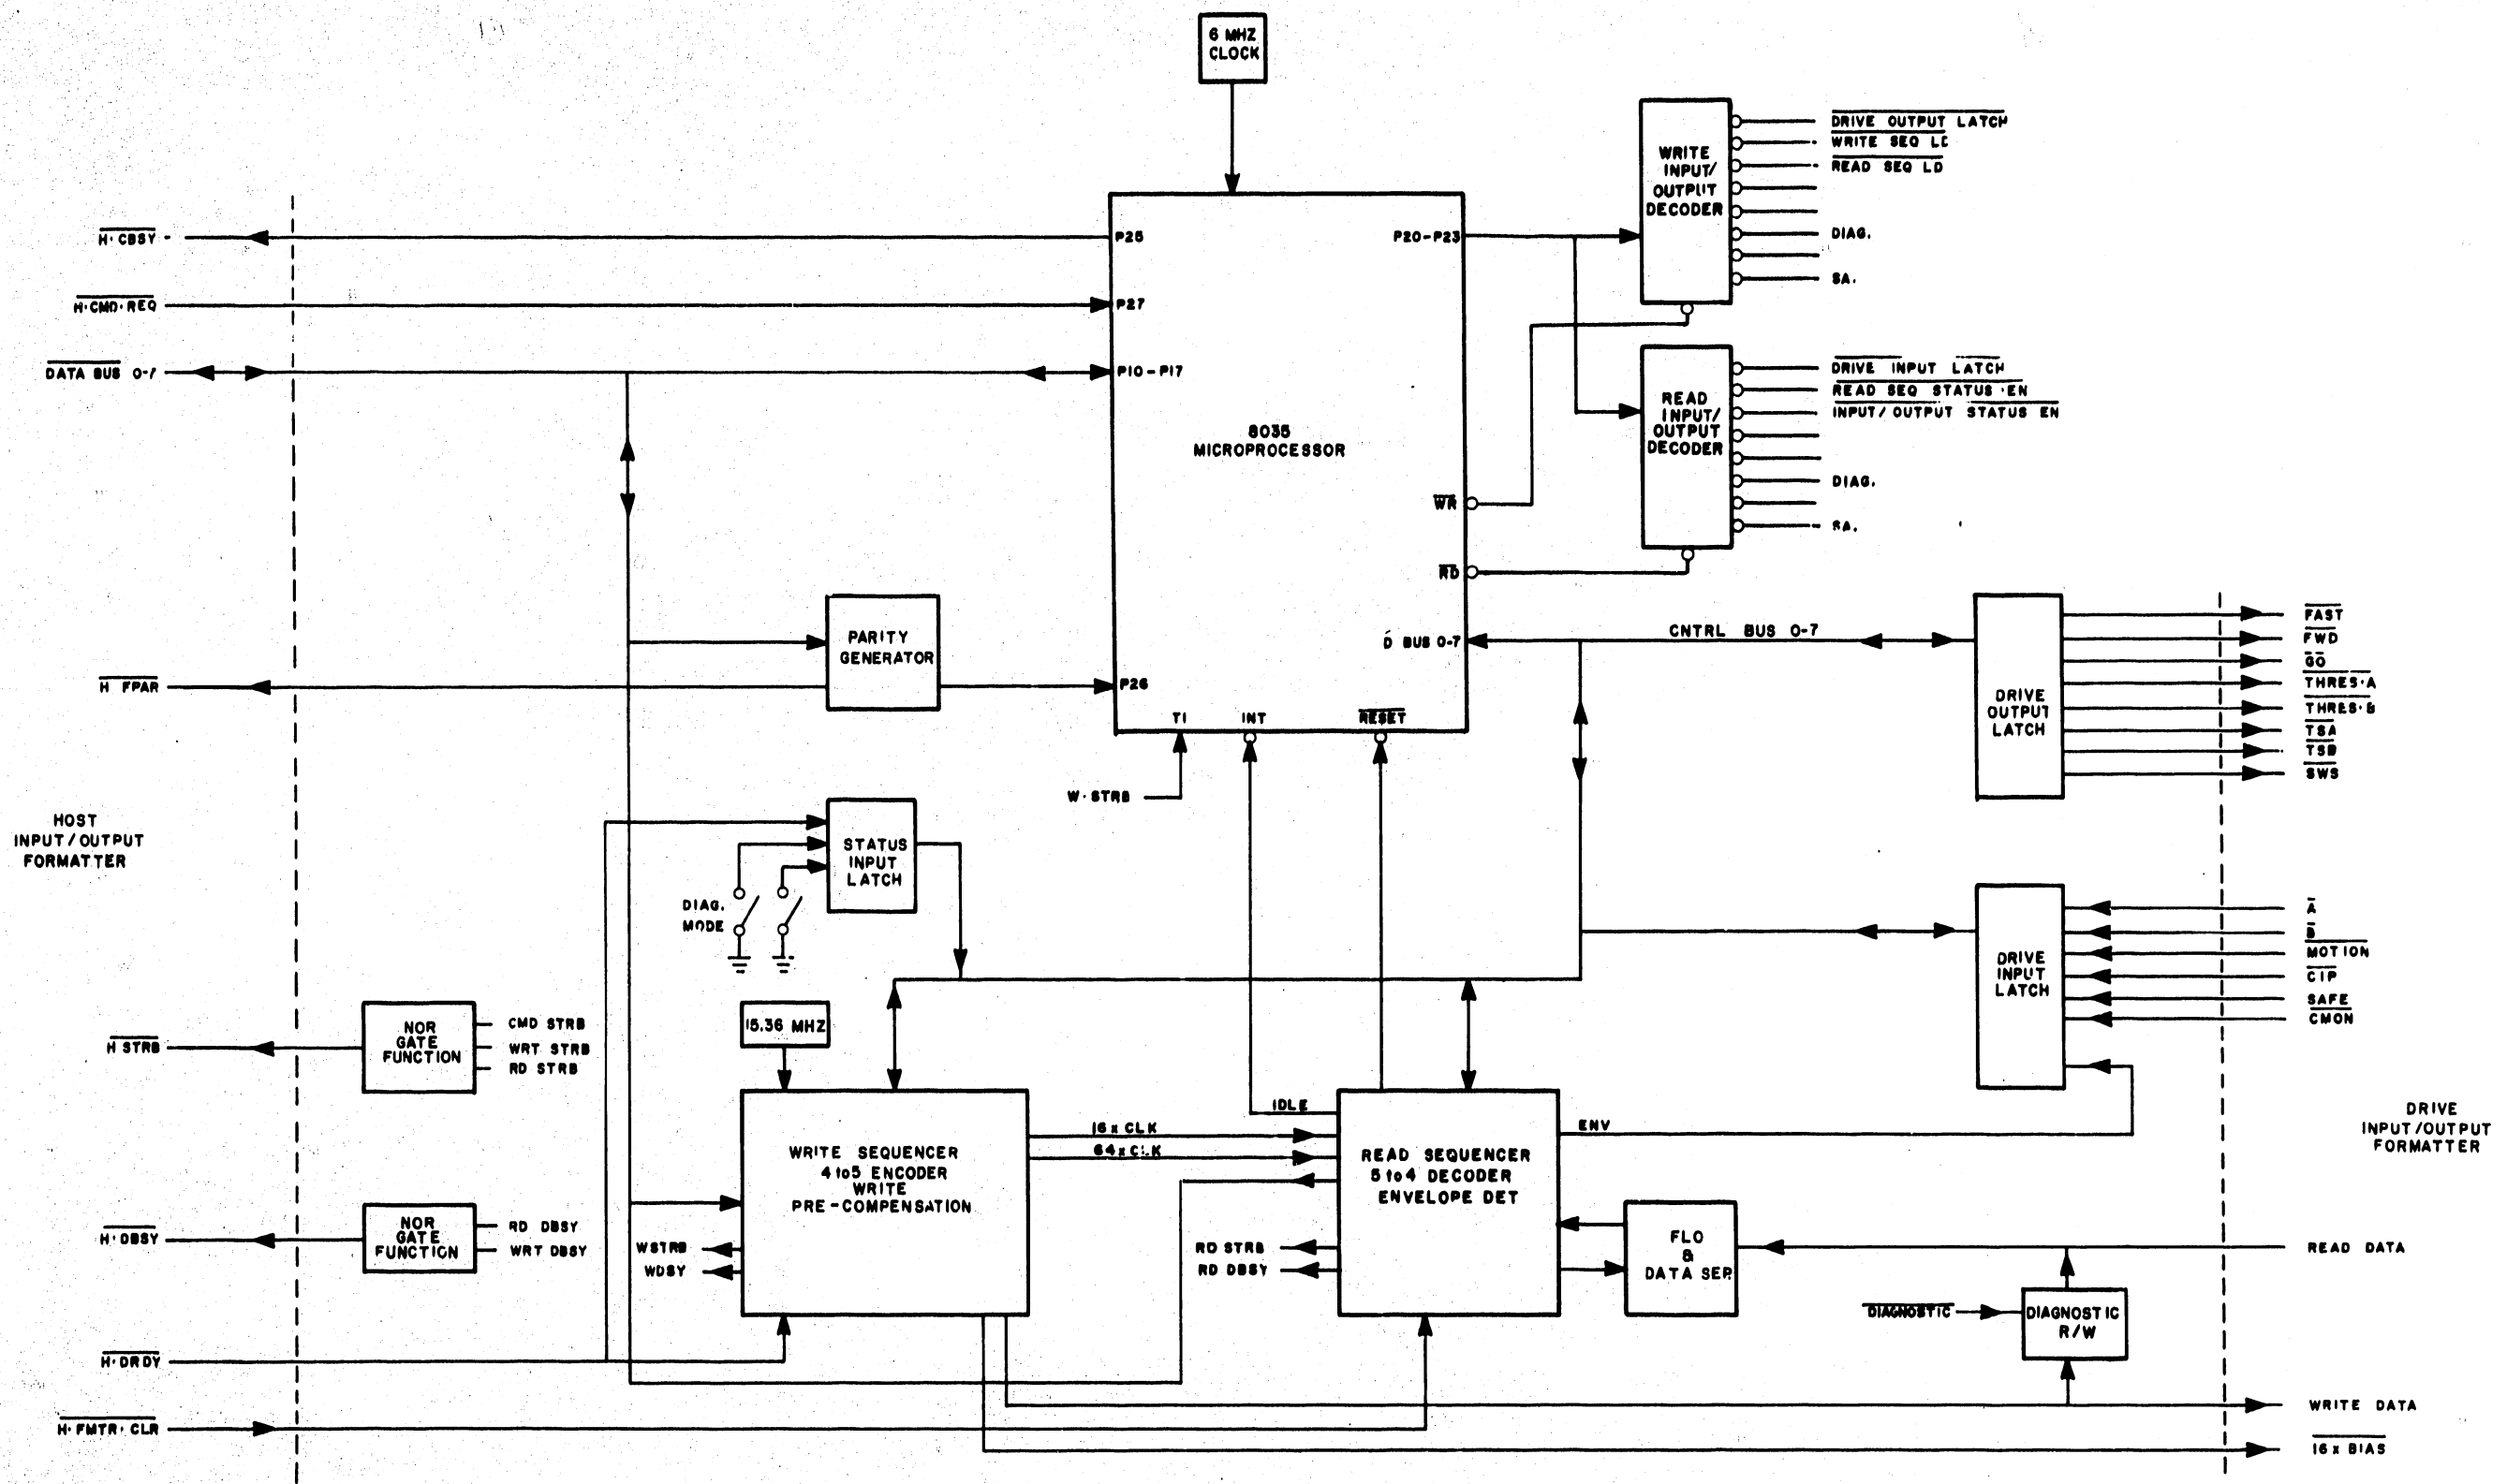 6 MHZ
CLOCK
WRITE
INPUT/
OUTPUT
DECODER
DRIVE OUTPUT LATCH
WRITE SEQ LD
READ SEQ LD
DIAG.
SA.
H·CBSY
P25
P20-P23
H·CMD·REQ
P27
DATA BUS 0-7
P10-P17
8035
MICROPROCESSOR
READ
INPUT/
OUTPUT
DECODER
DRIVE INPUT LATCH
READ SEQ STATUS·EN
INPUT/OUTPUT STATUS EN
DIAG.
SA.
WR
RD
PARITY
GENERATOR
D BUS 0-7
CNTRL BUS 0-7
H FPAR
P26
T1
INT
RESET
W·STRB
DRIVE
OUTPUT
LATCH
FAST
FWD
GO
THRES·A
THRES·B
TSA
TSB
SWS
HOST
INPUT/OUTPUT
FORMATTER
STATUS
INPUT
LATCH
DIAG.
MODE
DRIVE
INPUT
LATCH
A
B
MOTION
CIP
SAFE
CMON
H STRB
NOR
GATE
FUNCTION
CMD STRB
WRT STRB
RD STRB
15.36 MHZ
IDLE
16x CLK
64x CLK
ENV
WRITE SEQUENCER
4 to 5 ENCODER
WRITE
PRE-COMPENSATION
READ SEQUENCER
5 to 4 DECODER
ENVELOPE DET
DRIVE
INPUT/OUTPUT
FORMATTER
H·DBSY
NOR
GATE
FUNCTION
RD DBSY
WRT DBSY
WSTRB
WDSY
RD STRB
RD DBSY
FLO
&
DATA SEP.
READ DATA
DIAGNOSTIC
DIAGNOSTIC
R/W
H·DRDY
H·FMTR·CLR
WRITE DATA
16x BIAS